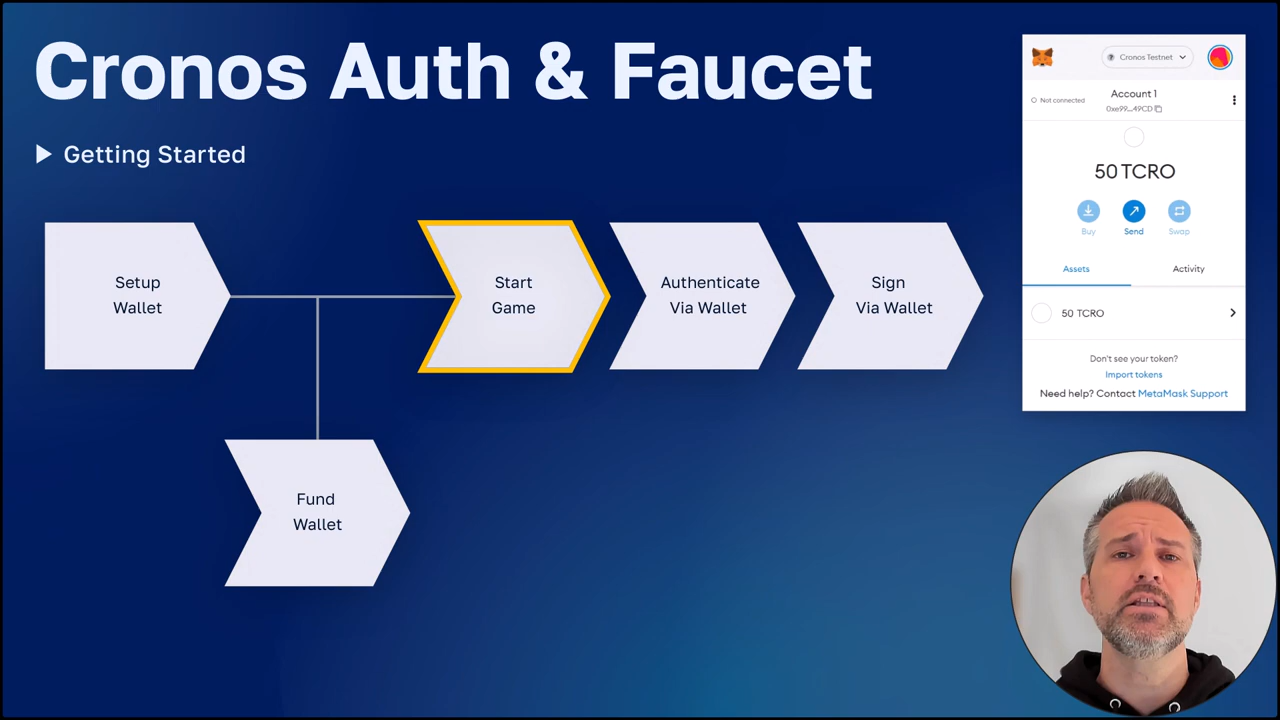 Cronos Auth & Faucet
Getting Started
Setup
Wallet
Start
Game
Authenticate
Via Wallet
Sign
Via Wallet
Fund
Wallet
Cronos Testnet
Not connected
Account 1
0xe99...49CD
50 TCRO
Buy
Send
Swap
Assets
Activity
50 TCRO
Don't see your token?
Import tokens
Need help? Contact MetaMask Support